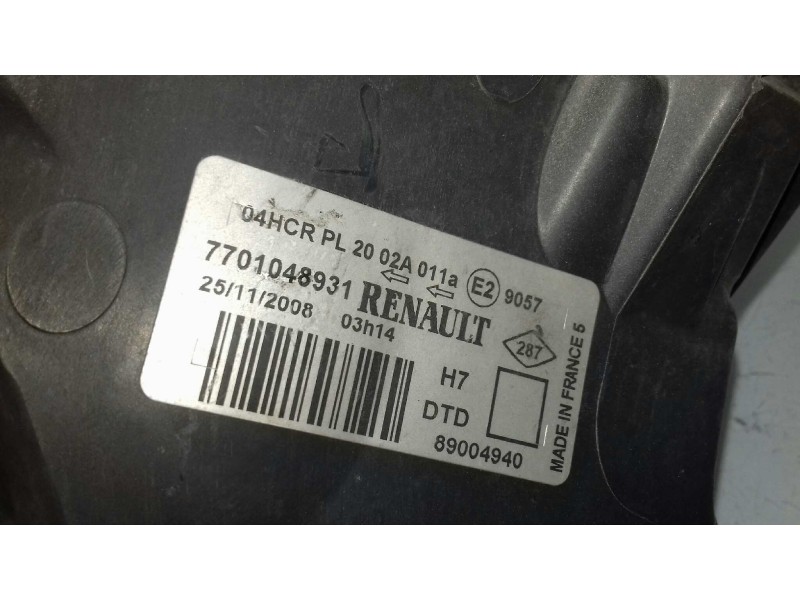 04HCR PL 20 02A 011a E2 9057
7701048931 RENAULT
25/11/2008 03h14
287
H7
DTD
89004940
MADE IN FRANCE 5